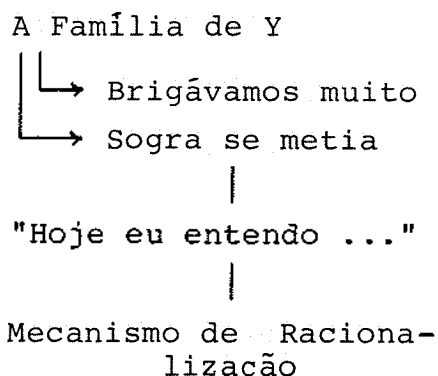 A Família de Y
Brigávamos muito
Sogra se metia
"Hoje eu entendo ..."
Mecanismo de Raciona-
lização